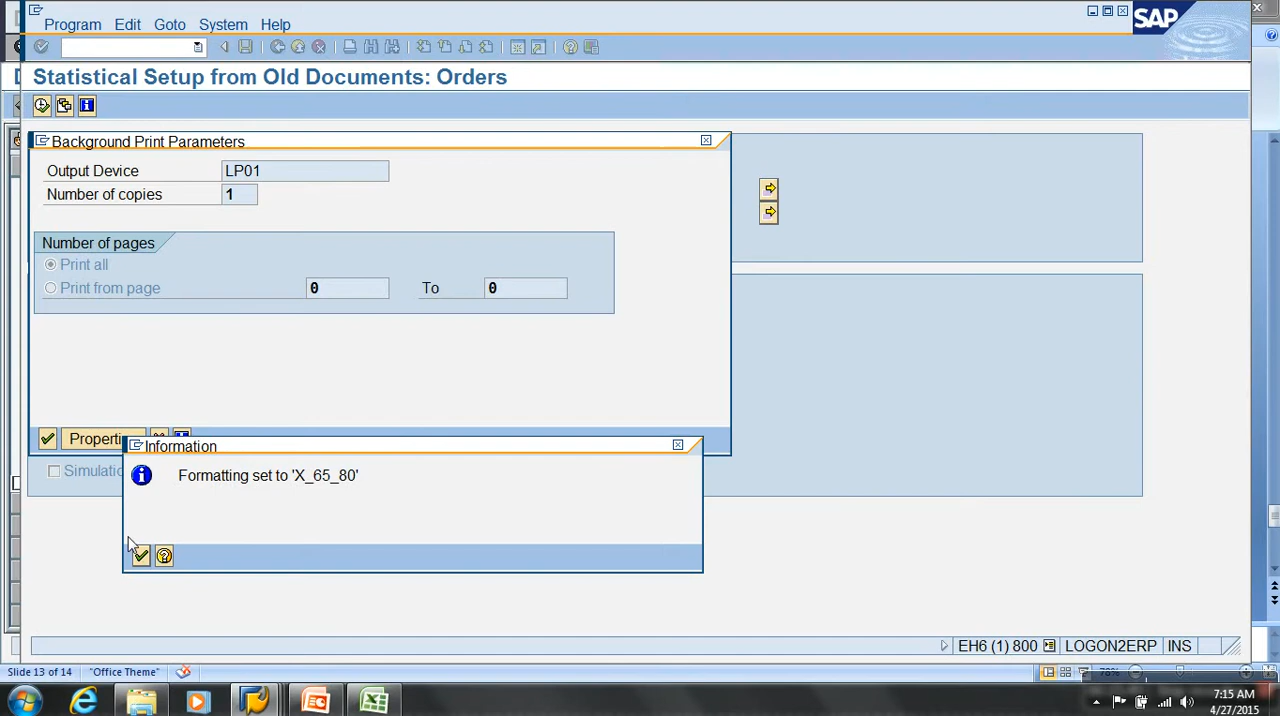 Program Edit Goto System Help
SAP
Statistical Setup from Old Documents: Orders
Background Print Parameters
Output Device LP01
Number of copies 1
Number of pages
Print all
Print from page 0 To 0
Properti
Information
Simulatio
Formatting set to 'X_65_80'
EH6 (1) 800 LOGON2ERP INS
Slide 13 of 14 "Office Theme" 78%
7:15 AM
4/27/2015